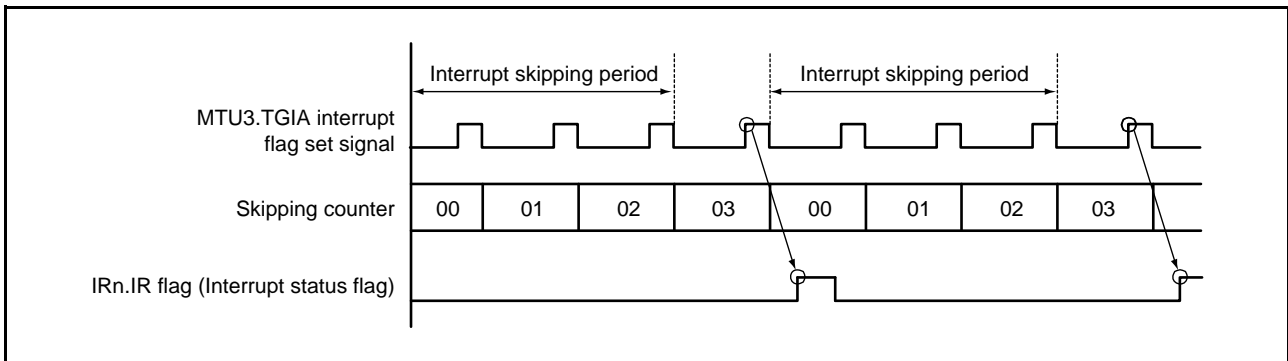 Interrupt skipping period Interrupt skipping period
MTU3.TGIA interrupt
flag set signal
Skipping counter 00 01 02 03 00 01 02 03
IRn.IR flag (Interrupt status flag)